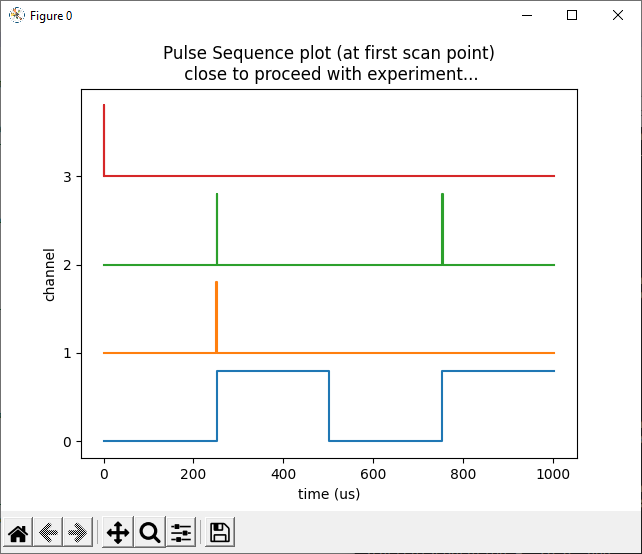 Figure 0
Pulse Sequence plot (at first scan point)
close to proceed with experiment...
3
2
1
0
channel
0 200 400 600 800 1000
time (us)